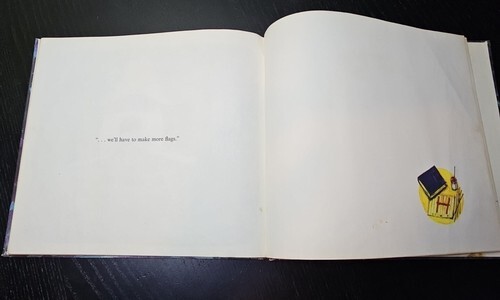 ". . . we'll have to make more flags."
H